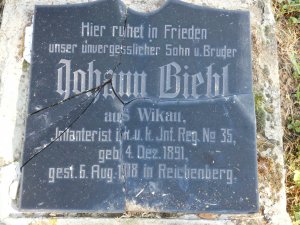 Hier ruhet in Frieden
unser unvergesslicher Sohn u. Bruder
Johann Biebl
aus Wikau,
Infanterist i. k. u. k. Inf. Reg. No 35,
geb. 4. Dez. 1891,
gest. 6. Aug. 1918 in Reichenberg.